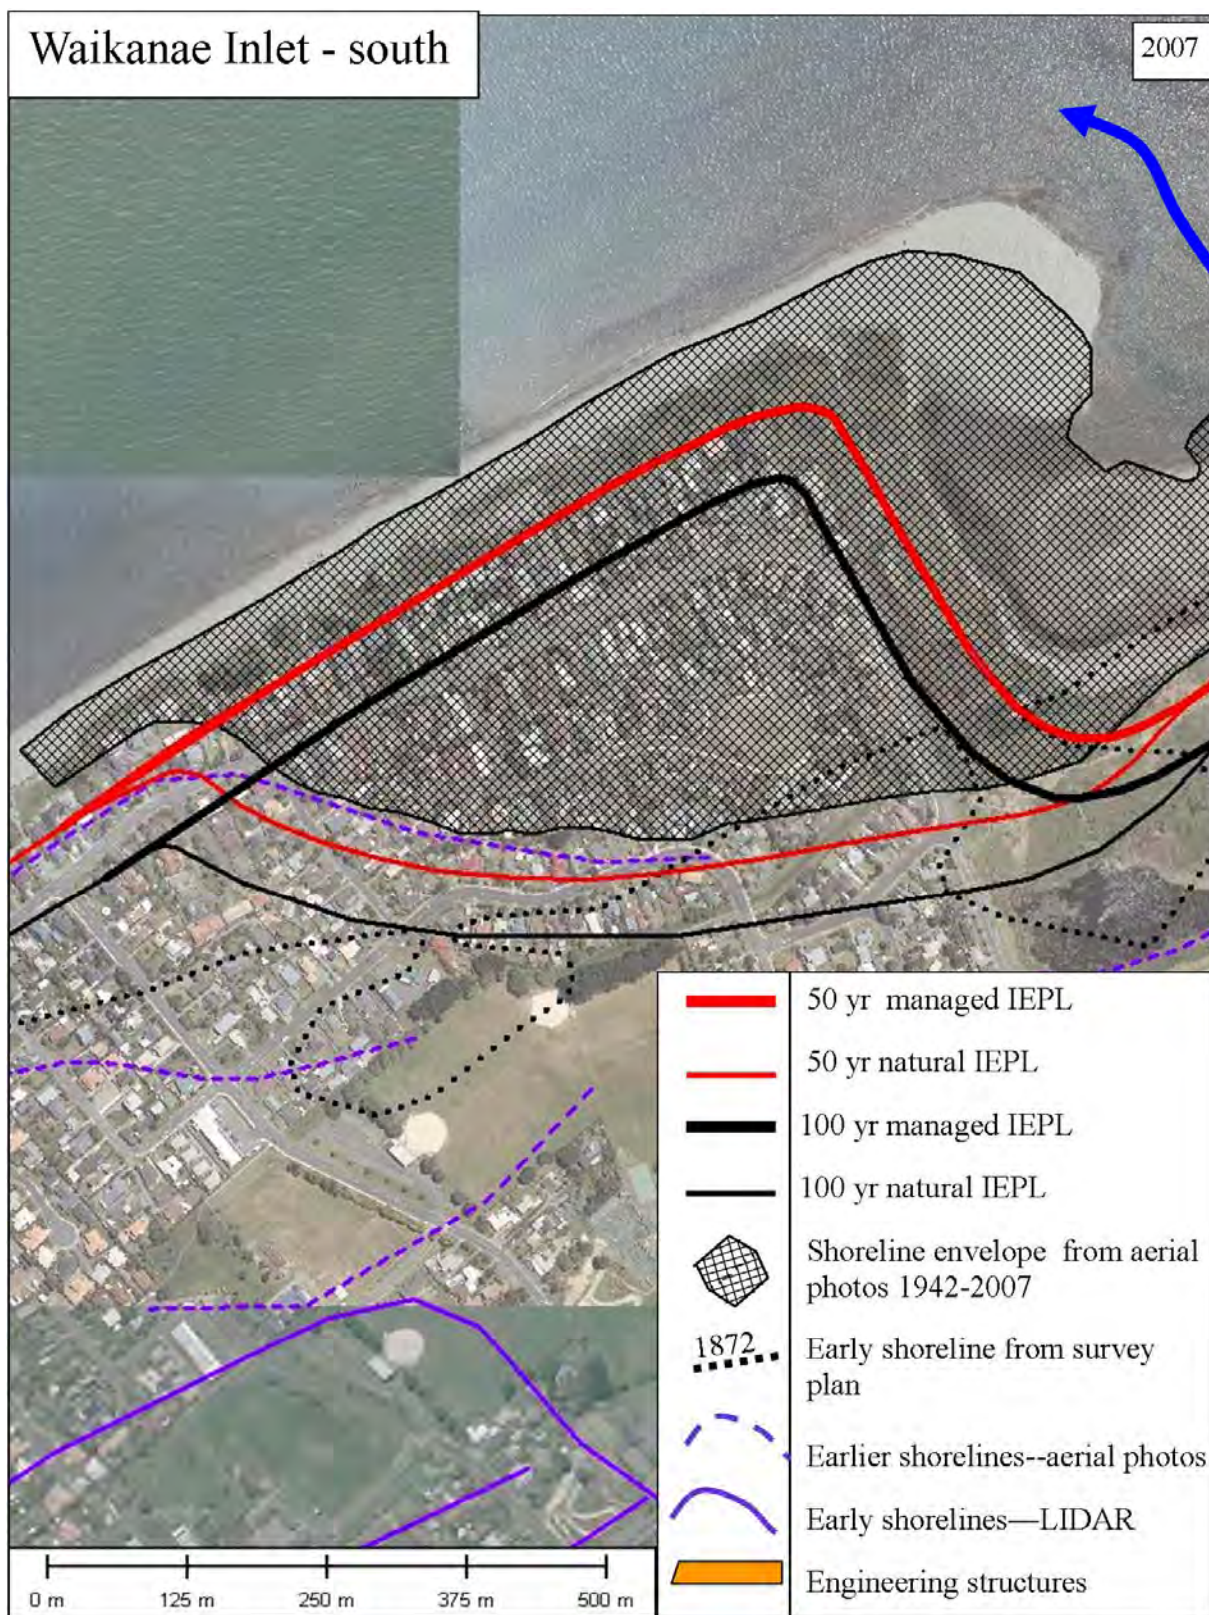 Waikanae Inlet - south
2007
50 yr managed IEPL
50 yr natural IEPL
100 yr managed IEPL
100 yr natural IEPL
Shoreline envelope from aerial
photos 1942-2007
1872
Early shoreline from survey
plan
Earlier shorelines--aerial photos
Early shorelines—LIDAR
Engineering structures
0 m 125 m 250 m 375 m 500 m